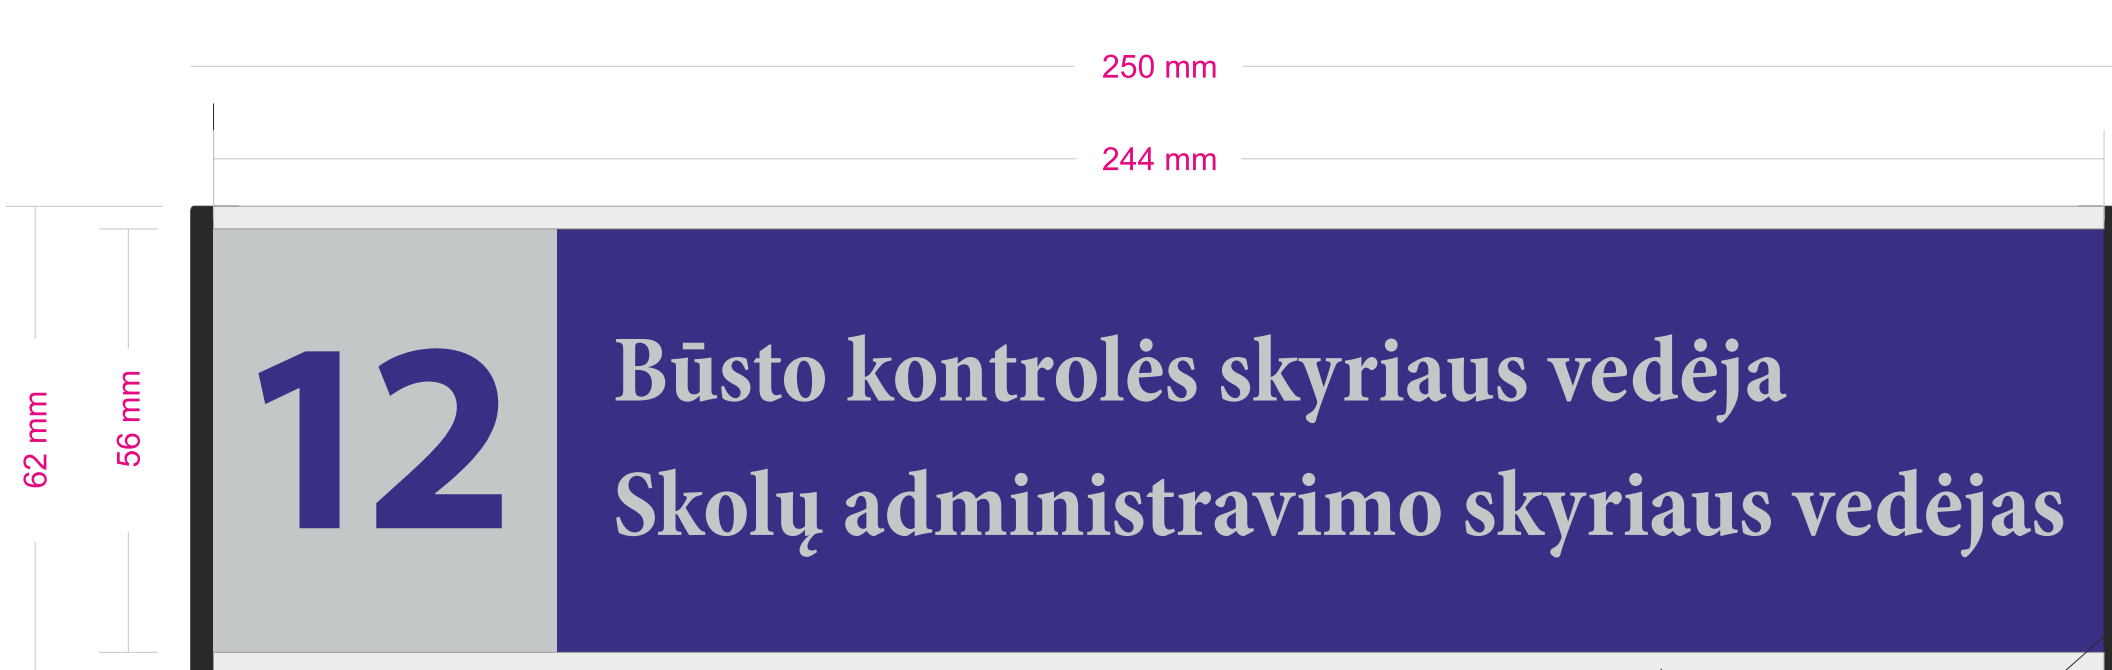 250 mm
244 mm
62 mm
56 mm
12
Būsto kontrolės skyriaus vedėja
Skolų administravimo skyriaus vedėjas